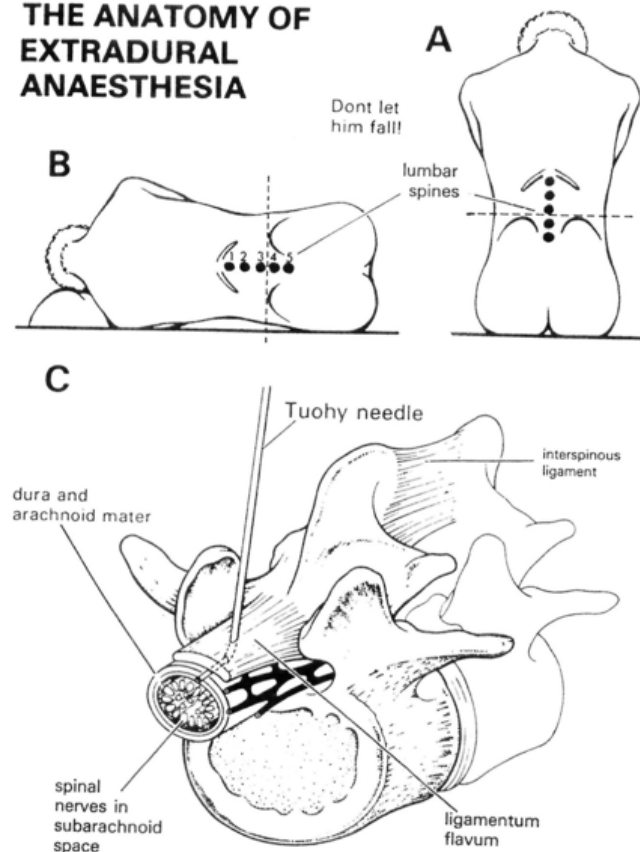 THE ANATOMY OF
EXTRADURAL
ANAESTHESIA
A
Dont let
him fall!
B
lumbar
spines
1 2 3 4 5
C
Tuohy needle
interspinous
ligament
dura and
arachnoid mater
spinal
nerves in
subarachnoid
space
ligamentum
flavum